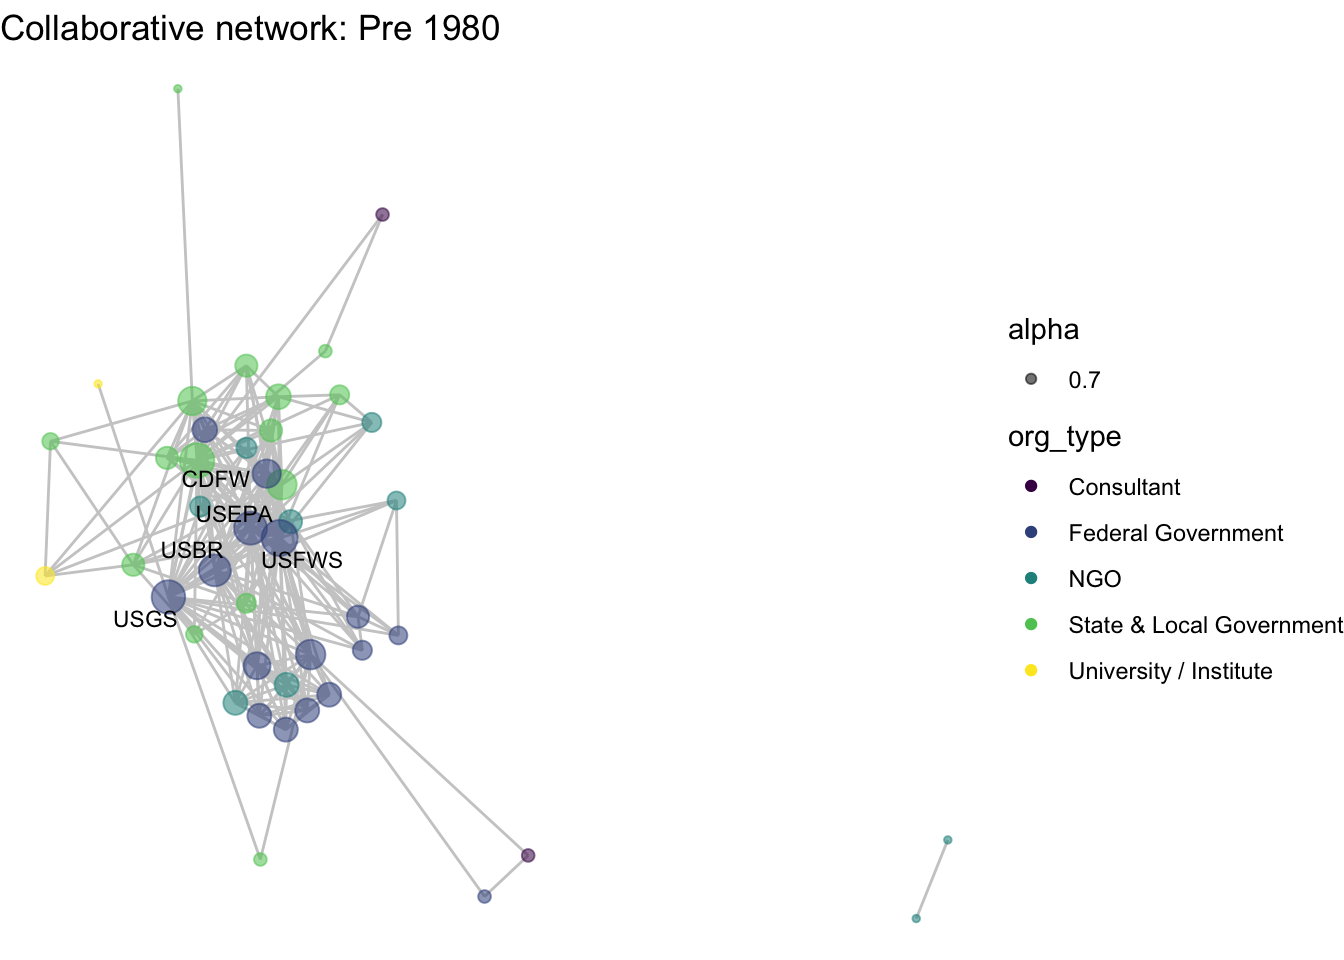 Collaborative network: Pre 1980
CDFW
USEPA
USBR
USFWS
USGS
alpha
0.7
org_type
Consultant
Federal Government
NGO
State & Local Government
University / Institute